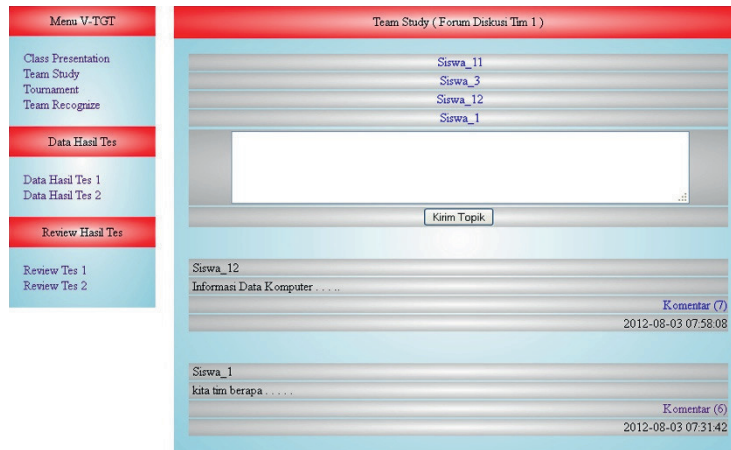 Menu V-TGT
Class Presentation
Team Study
Tournament
Team Recognize
Data Hasil Tes
Data Hasil Tes 1
Data Hasil Tes 2
Review Hasil Tes
Review Tes 1
Review Tes 2
Team Study ( Forum Diskusi Tim 1 )
Siswa_11
Siswa_3
Siswa_12
Siswa_1
Kirim Topik
Siswa_12
Informasi Data Komputer . . . ..
Komentar (7)
2012-08-03 07:58:08
Siswa_1
kita tim berapa . . . . .
Komentar (6)
2012-08-03 07:31:42